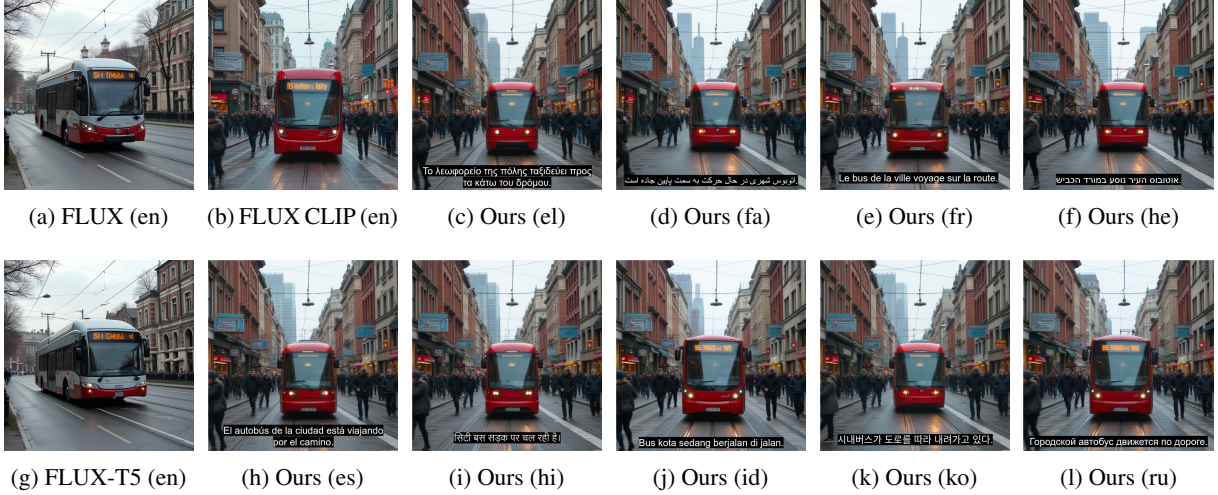 Το λεωφορείο της πόλης ταξιδεύει προς
τα κάτω του δρόμου.
اتوبوس شهری در حال حرکت به سمت پایین جاده است.
Le bus de la ville voyage sur la route.
אוטובוס העיר נוסע במורד הכביש.
(a) FLUX (en)
(b) FLUX CLIP (en)
(c) Ours (el)
(d) Ours (fa)
(e) Ours (fr)
(f) Ours (he)
El autobús de la ciudad está viajando
por el camino.
सिटी बस सड़क पर चल रही है।
Bus kota sedang berjalan di jalan.
시내버스가 도로를 따라 내려가고 있다.
Городской автобус движется по дороге.
(g) FLUX-T5 (en)
(h) Ours (es)
(i) Ours (hi)
(j) Ours (id)
(k) Ours (ko)
(l) Ours (ru)